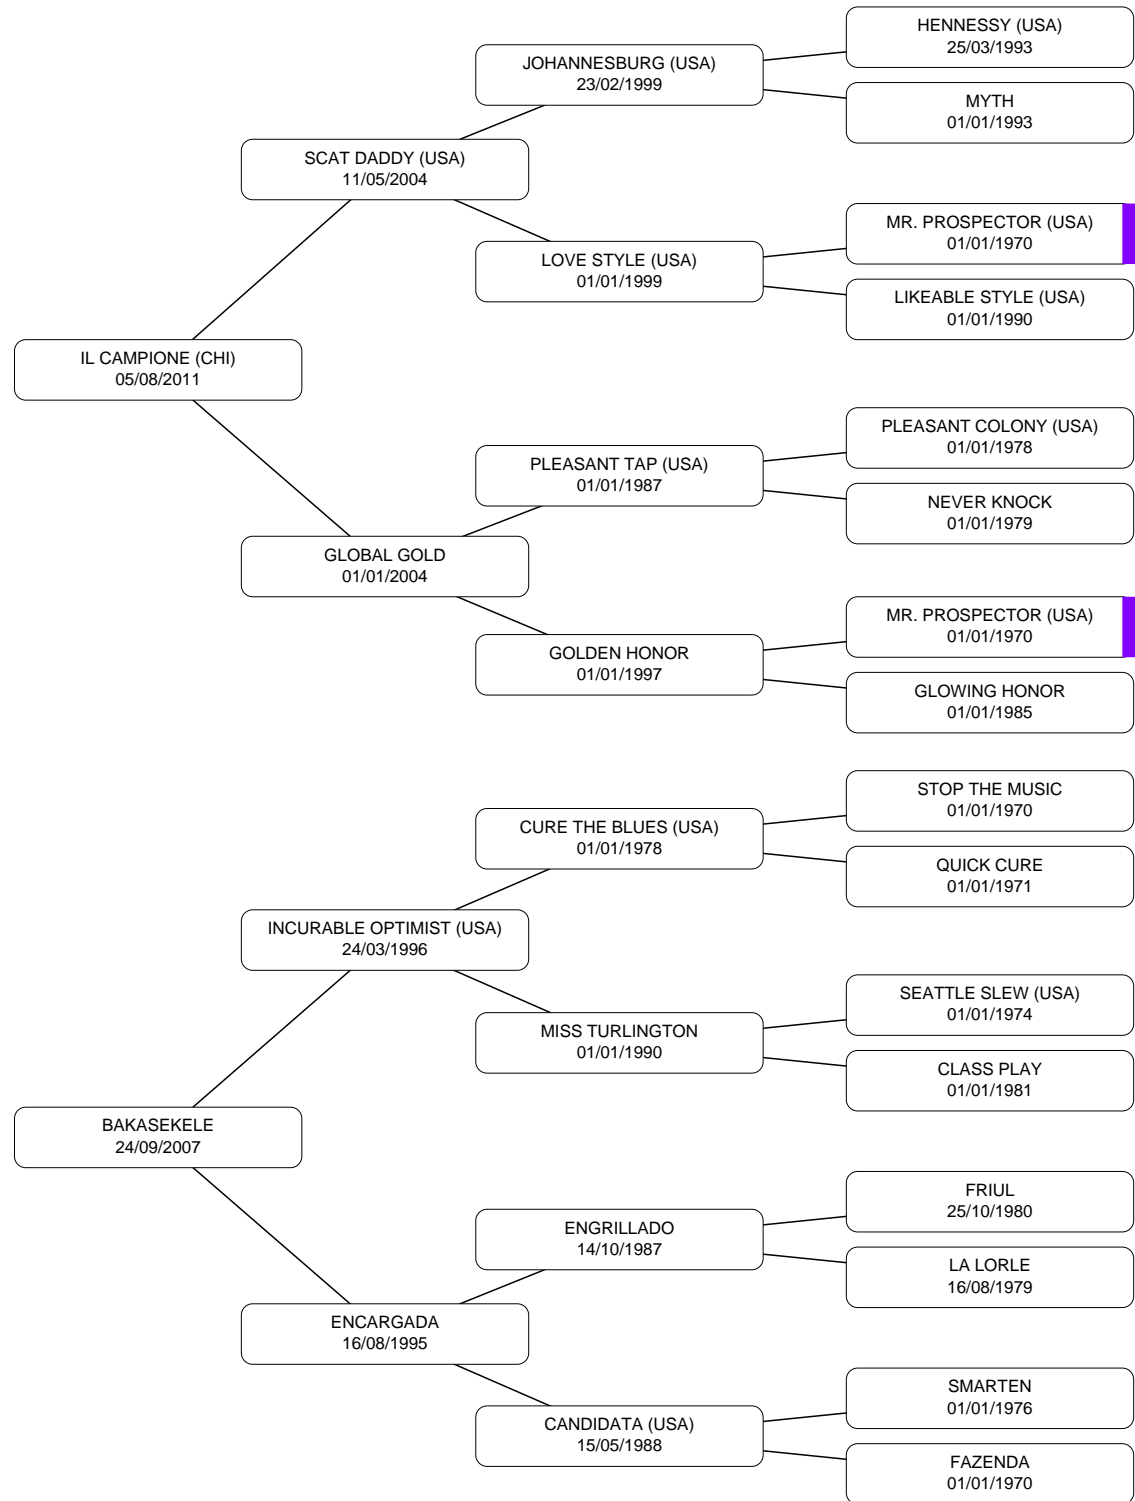 HENNESSY (USA)
25/03/1993
JOHANNESBURG (USA)
23/02/1999
MYTH
01/01/1993
SCAT DADDY (USA)
11/05/2004
MR. PROSPECTOR (USA)
01/01/1970
LOVE STYLE (USA)
01/01/1999
LIKEABLE STYLE (USA)
01/01/1990
IL CAMPIONE (CHI)
05/08/2011
PLEASANT COLONY (USA)
01/01/1978
PLEASANT TAP (USA)
01/01/1987
NEVER KNOCK
01/01/1979
GLOBAL GOLD
01/01/2004
MR. PROSPECTOR (USA)
01/01/1970
GOLDEN HONOR
01/01/1997
GLOWING HONOR
01/01/1985
STOP THE MUSIC
01/01/1970
CURE THE BLUES (USA)
01/01/1978
QUICK CURE
01/01/1971
INCURABLE OPTIMIST (USA)
24/03/1996
SEATTLE SLEW (USA)
01/01/1974
MISS TURLINGTON
01/01/1990
CLASS PLAY
01/01/1981
BAKASEKELE
24/09/2007
FRIUL
25/10/1980
ENGRILLADO
14/10/1987
LA LORLE
16/08/1979
ENCARGADA
16/08/1995
SMARTEN
01/01/1976
CANDIDATA (USA)
15/05/1988
FAZENDA
01/01/1970